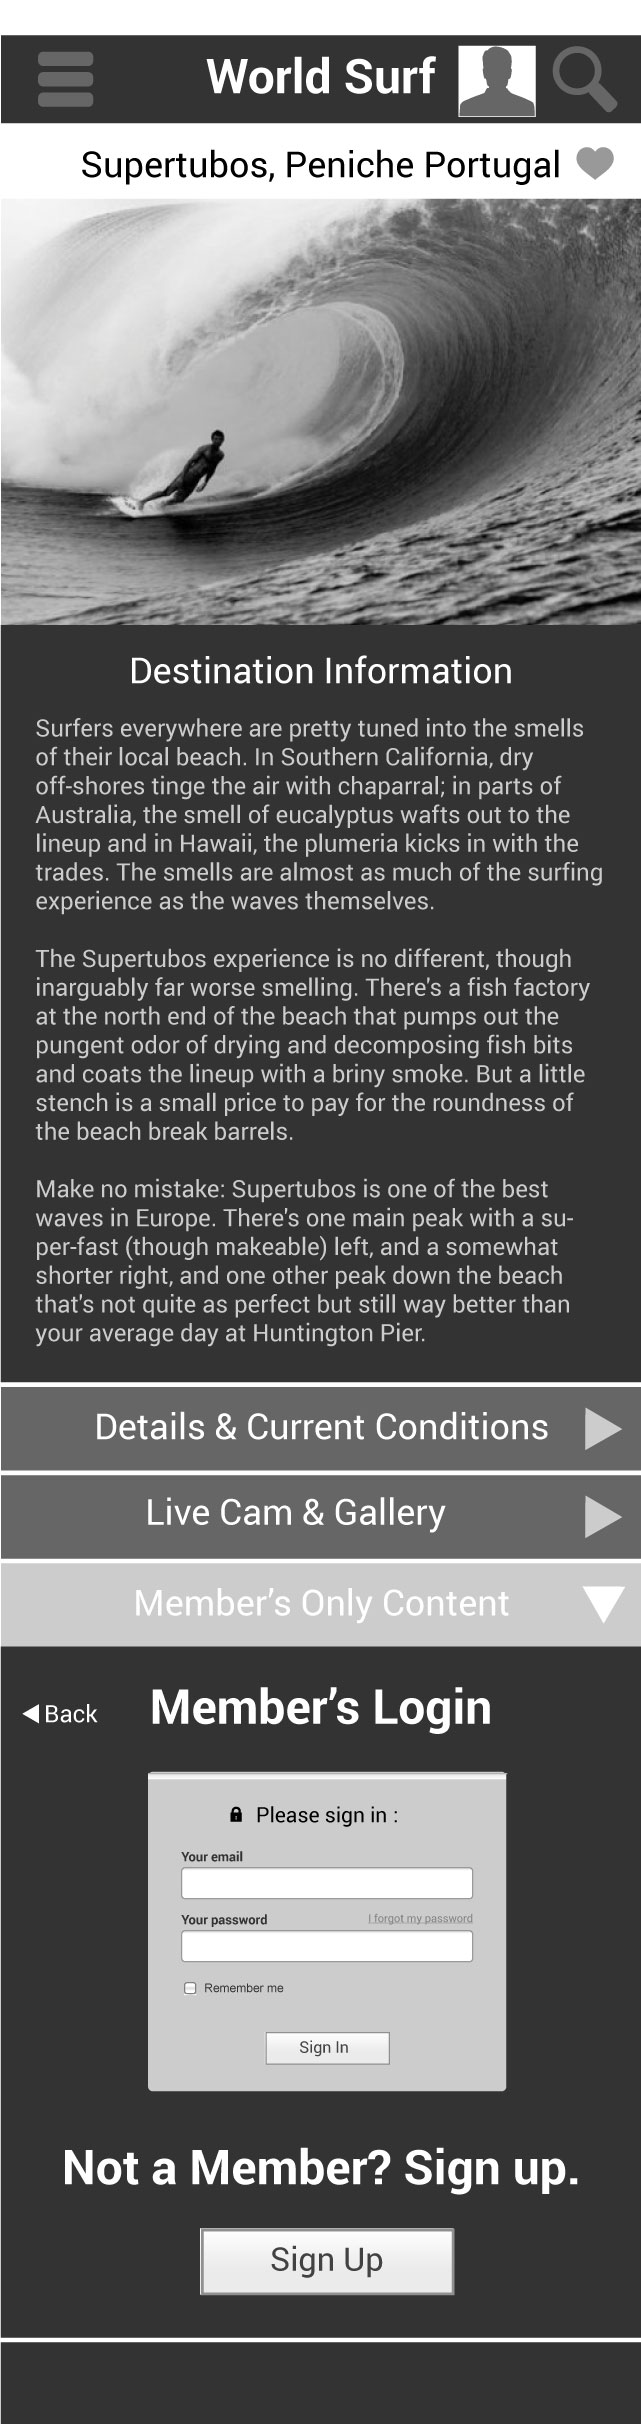 World Surf
Supertubos, Peniche Portugal
Destination Information
Surfers everywhere are pretty tuned into the smells
of their local beach. In Southern California, dry
off-shores tinge the air with chaparral; in parts of
Australia, the smell of eucalyptus wafts out to the
lineup and in Hawaii, the plumeria kicks in with the
trades. The smells are almost as much of the surfing
experience as the waves themselves.
The Supertubos experience is no different, though
inarguably far worse smelling. There's a fish factory
at the north end of the beach that pumps out the
pungent odor of drying and decomposing fish bits
and coats the lineup with a briny smoke. But a little
stench is a small price to pay for the roundness of
the beach break barrels.
Make no mistake: Supertubos is one of the best
waves in Europe. There's one main peak with a su-
per-fast (though makeable) left, and a somewhat
shorter right, and one other peak down the beach
that's not quite as perfect but still way better than
your average day at Huntington Pier.
Details & Current Conditions
Live Cam & Gallery
Member’s Only Content
Back
Member’s Login
Please sign in :
Your email
Your password
I forgot my password
Remember me
Sign In
Not a Member? Sign up.
Sign Up